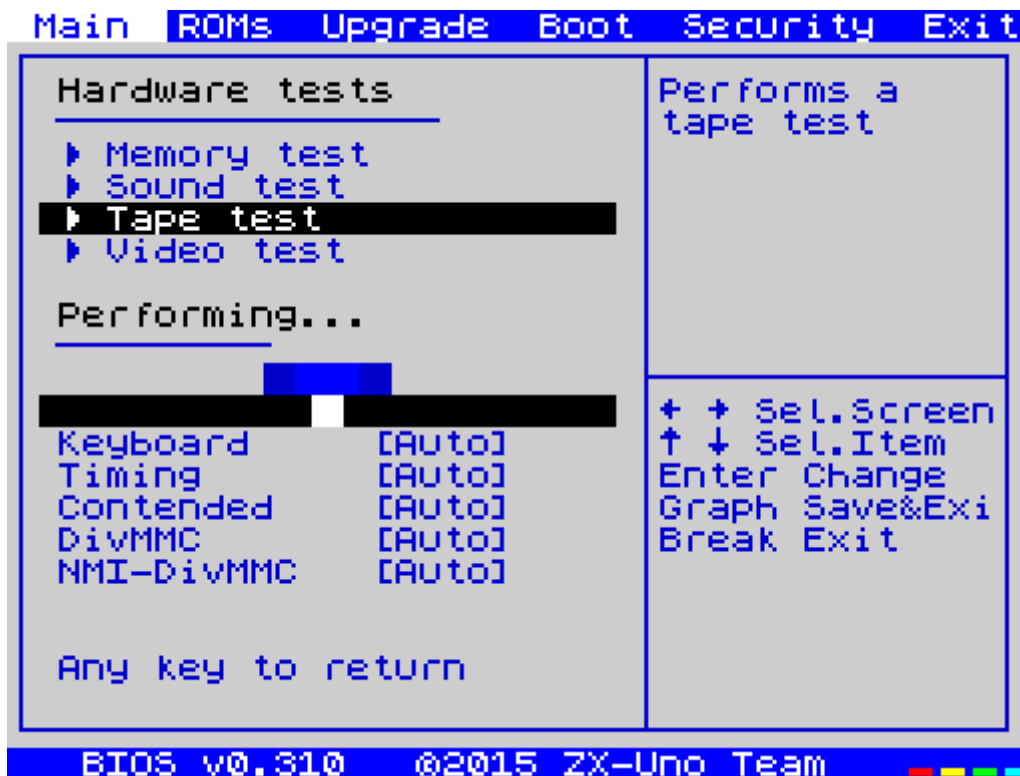 Main ROMs Upgrade Boot Security Exit
Hardware tests
Memory test
Sound test
Tape test
Video test
Performing...
Keyboard [Auto]
Timing [Auto]
Contended [Auto]
DivMMC [Auto]
NMI-DivMMC [Auto]
Any key to return
Performs a
tape test
← → Sel.Screen
↑ ↓ Sel.Item
Enter Change
Graph Save&Exi
Break Exit
BIOS v0.310 ©2015 ZX-Uno Team